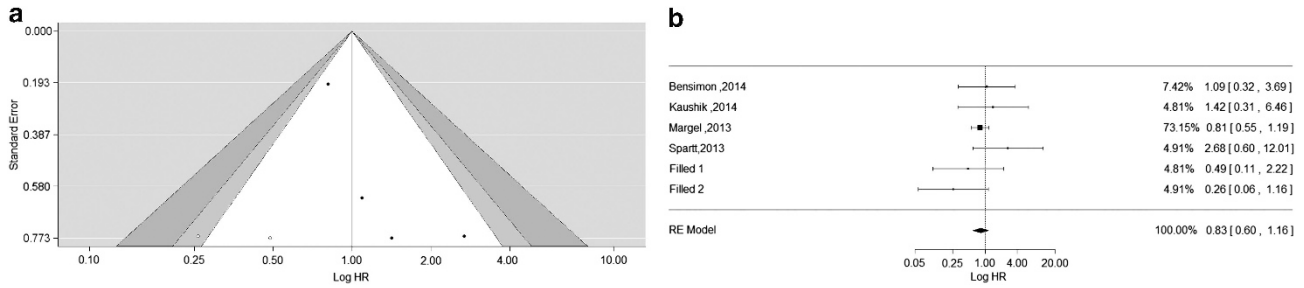 a
0.000
0.193
0.387
0.580
0.773
Standard Error
0.10 0.25 0.50 1.00 2.00 4.00 10.00
Log HR
b
Bensimon ,2014 7.42% 1.09 [ 0.32 , 3.69 ]
Kaushik ,2014 4.81% 1.42 [ 0.31 , 6.46 ]
Margel ,2013 73.15% 0.81 [ 0.55 , 1.19 ]
Spartt,2013 4.91% 2.68 [ 0.60 , 12.01 ]
Filled 1 4.81% 0.49 [ 0.11 , 2.22 ]
Filled 2 4.91% 0.26 [ 0.06 , 1.16 ]
RE Model 100.00% 0.83 [ 0.60 , 1.16 ]
0.05 0.25 1.00 4.00 20.00
Log HR